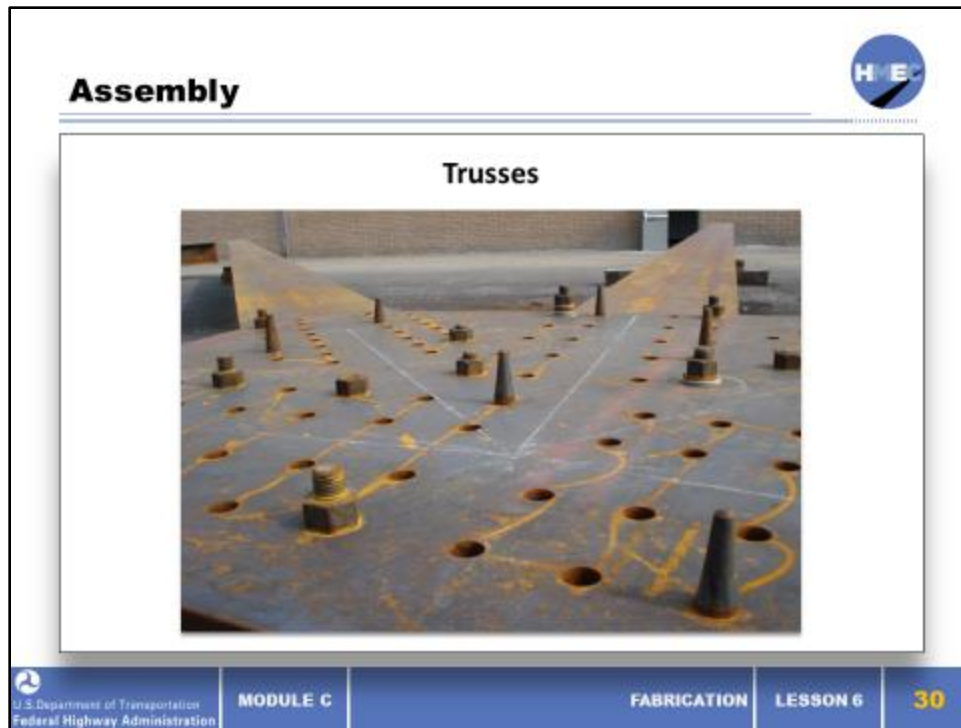 Assembly
HMEC
Trusses
U.S.Department of Transportation
Federal Highway Administration
MODULE C
FABRICATION
LESSON 6
30